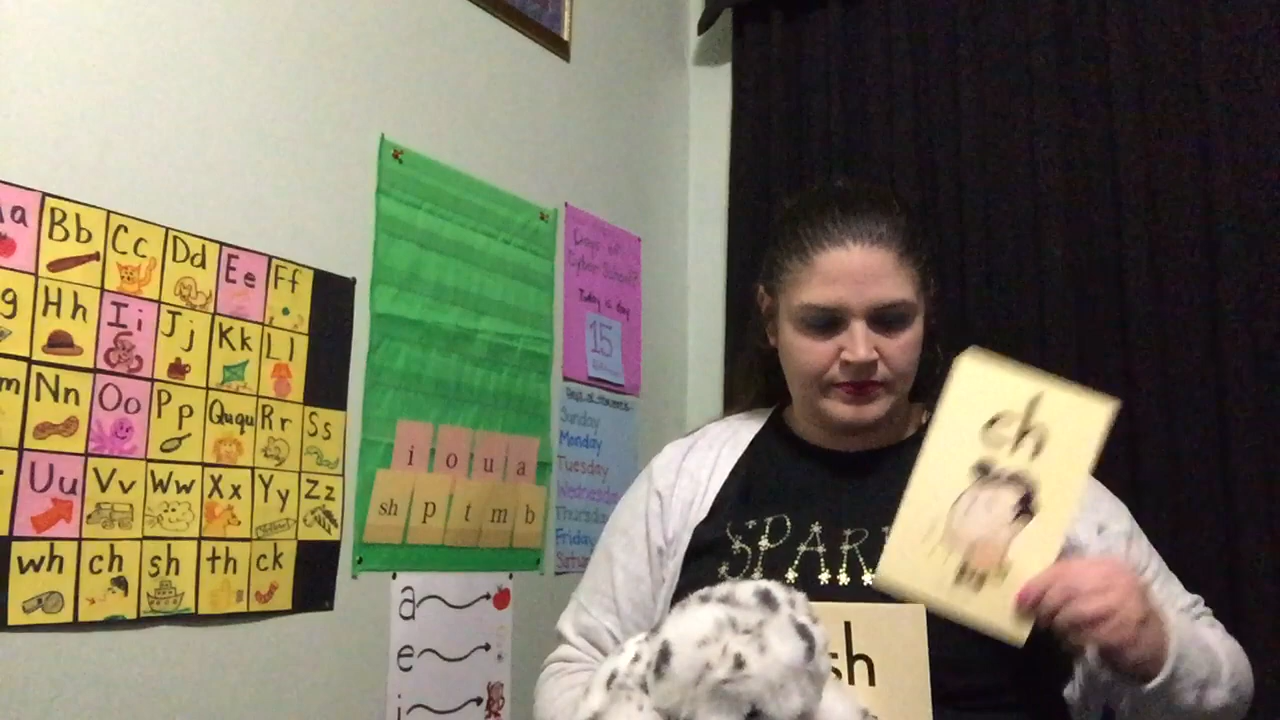 a
Bb
Cc
Dd
Ee
Ff
g
Hh
Ii
Jj
Kk
Ll
m
Nn
Oo
Pp
Ququ
Rr
Ss
Uu
Vv
Ww
Xx
Yy
Zz
wh
ch
sh
th
ck
i o u a
sh p t m b
a
e
i
Days of
Cyber School
Today is day
15
Sunday
Monday
Tuesday
Wednesday
Thursday
Friday
Satur
SPAR
ch
sh